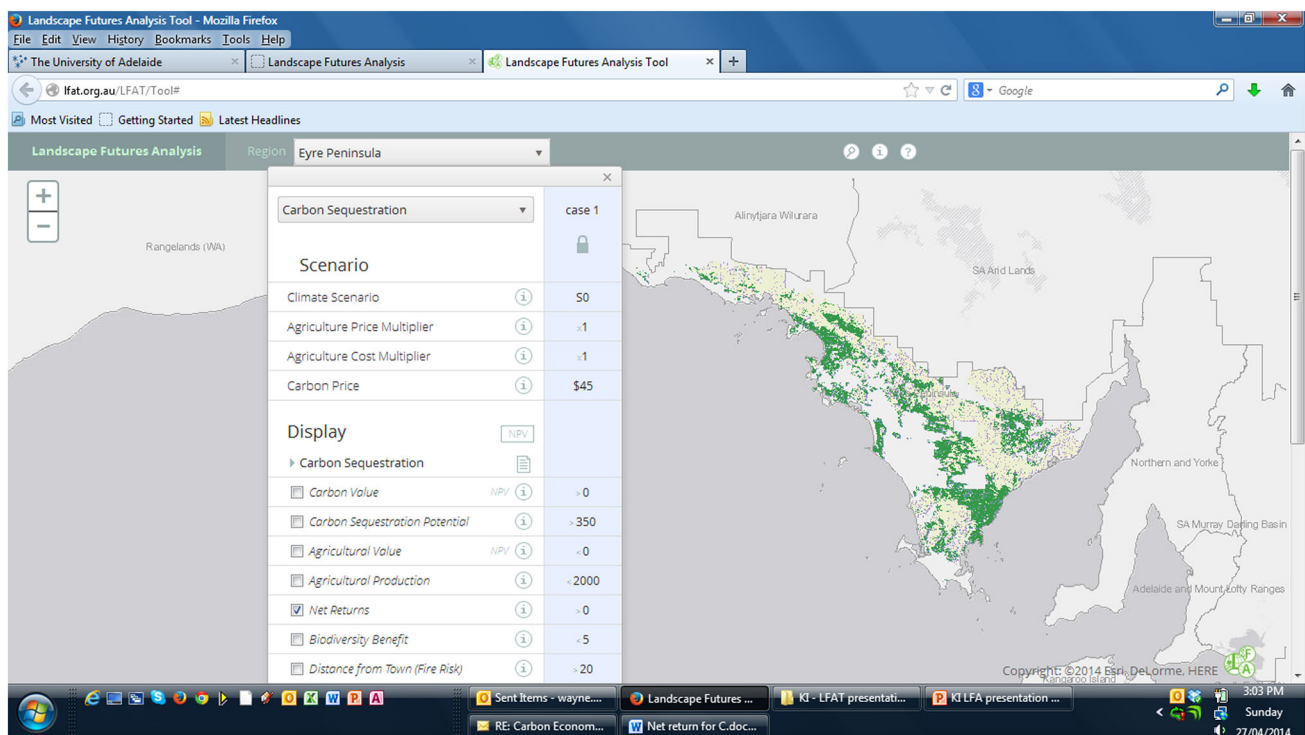 Landscape Futures Analysis Tool - Mozilla Firefox
File Edit View History Bookmarks Tools Help
The University of Adelaide × Landscape Futures Analysis × Landscape Futures Analysis Tool × +
lfat.org.au/LFAT/Tool# Google
Most Visited Getting Started Latest Headlines
Landscape Futures Analysis Region Eyre Peninsula
Carbon Sequestration case 1
Alinytjara Wilurara
Rangelands (WA)
Scenario
SA Arid Lands
Climate Scenario S0
Agriculture Price Multiplier x1
Agriculture Cost Multiplier x1
Carbon Price $45
Display NPV
Carbon Sequestration
Northern and Yorke
Carbon Value NPV > 0
Carbon Sequestration Potential > 350
SA Murray Darling Basin
Agricultural Value NPV < 0
Agricultural Production < 2000
Adelaide and Mount Lofty Ranges
Net Returns > 0
Biodiversity Benefit < 5
Distance from Town (Fire Risk) > 20
Copyright: ©2014 Esri, DeLorme, HERE
Kangaroo Island
LFA
Sent Items - wayne.... Landscape Futures ... KI - LFAT presentati... KI LFA presentation ...
RE: Carbon Econom... Net return for C.doc...
3:03 PM
Sunday
27/04/2014